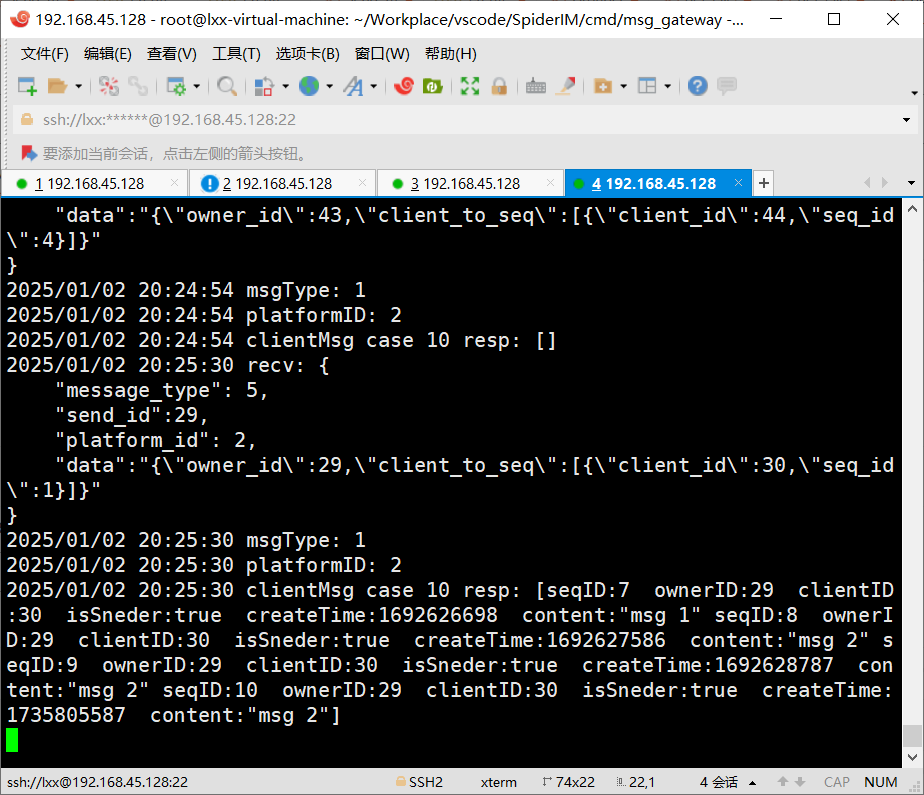 192.168.45.128 - root@lxx-virtual-machine: ~/Workplace/vscode/SpiderIM/cmd/msg_gateway -...
文件(F) 编辑(E) 查看(V) 工具(T) 选项卡(B) 窗口(W) 帮助(H)
ssh://lxx:******@192.168.45.128:22
要添加当前会话，点击左侧的箭头按钮。
1 192.168.45.128 2 192.168.45.128 3 192.168.45.128 4 192.168.45.128
    "data":"{\"owner_id\":43,\"client_to_seq\":[{\"client_id\":44,\"seq_id
\":4}]}"
}
2025/01/02 20:24:54 msgType: 1
2025/01/02 20:24:54 platformID: 2
2025/01/02 20:24:54 clientMsg case 10 resp: []
2025/01/02 20:25:30 recv: {
    "message_type": 5,
    "send_id":29,
    "platform_id": 2,
    "data":"{\"owner_id\":29,\"client_to_seq\":[{\"client_id\":30,\"seq_id
\":1}]}"
}
2025/01/02 20:25:30 msgType: 1
2025/01/02 20:25:30 platformID: 2
2025/01/02 20:25:30 clientMsg case 10 resp: [seqID:7  ownerID:29  clientID
:30  isSneder:true  createTime:1692626698  content:"msg 1" seqID:8  ownerI
D:29  clientID:30  isSneder:true  createTime:1692627586  content:"msg 2" s
eqID:9  ownerID:29  clientID:30  isSneder:true  createTime:1692628787  con
tent:"msg 2" seqID:10  ownerID:29  clientID:30  isSneder:true  createTime:
1735805587  content:"msg 2"]
ssh://lxx@192.168.45.128:22 SSH2 xterm 74x22 22,1 4 会话 CAP NUM